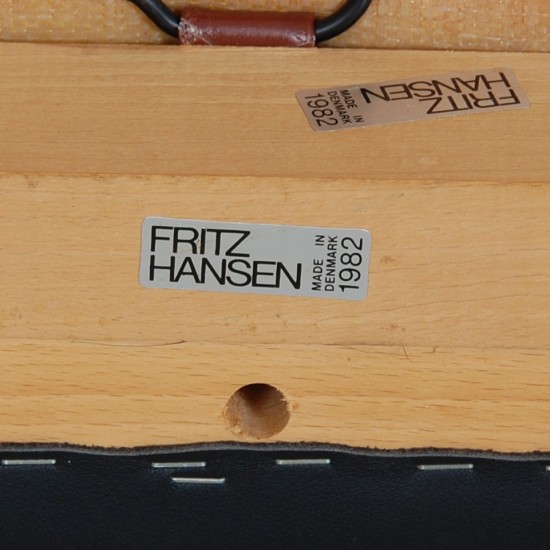 FRITZ
HANSEN
MADE IN
DENMARK
1982
FRITZ
HANSEN
MADE IN
DENMARK
1982